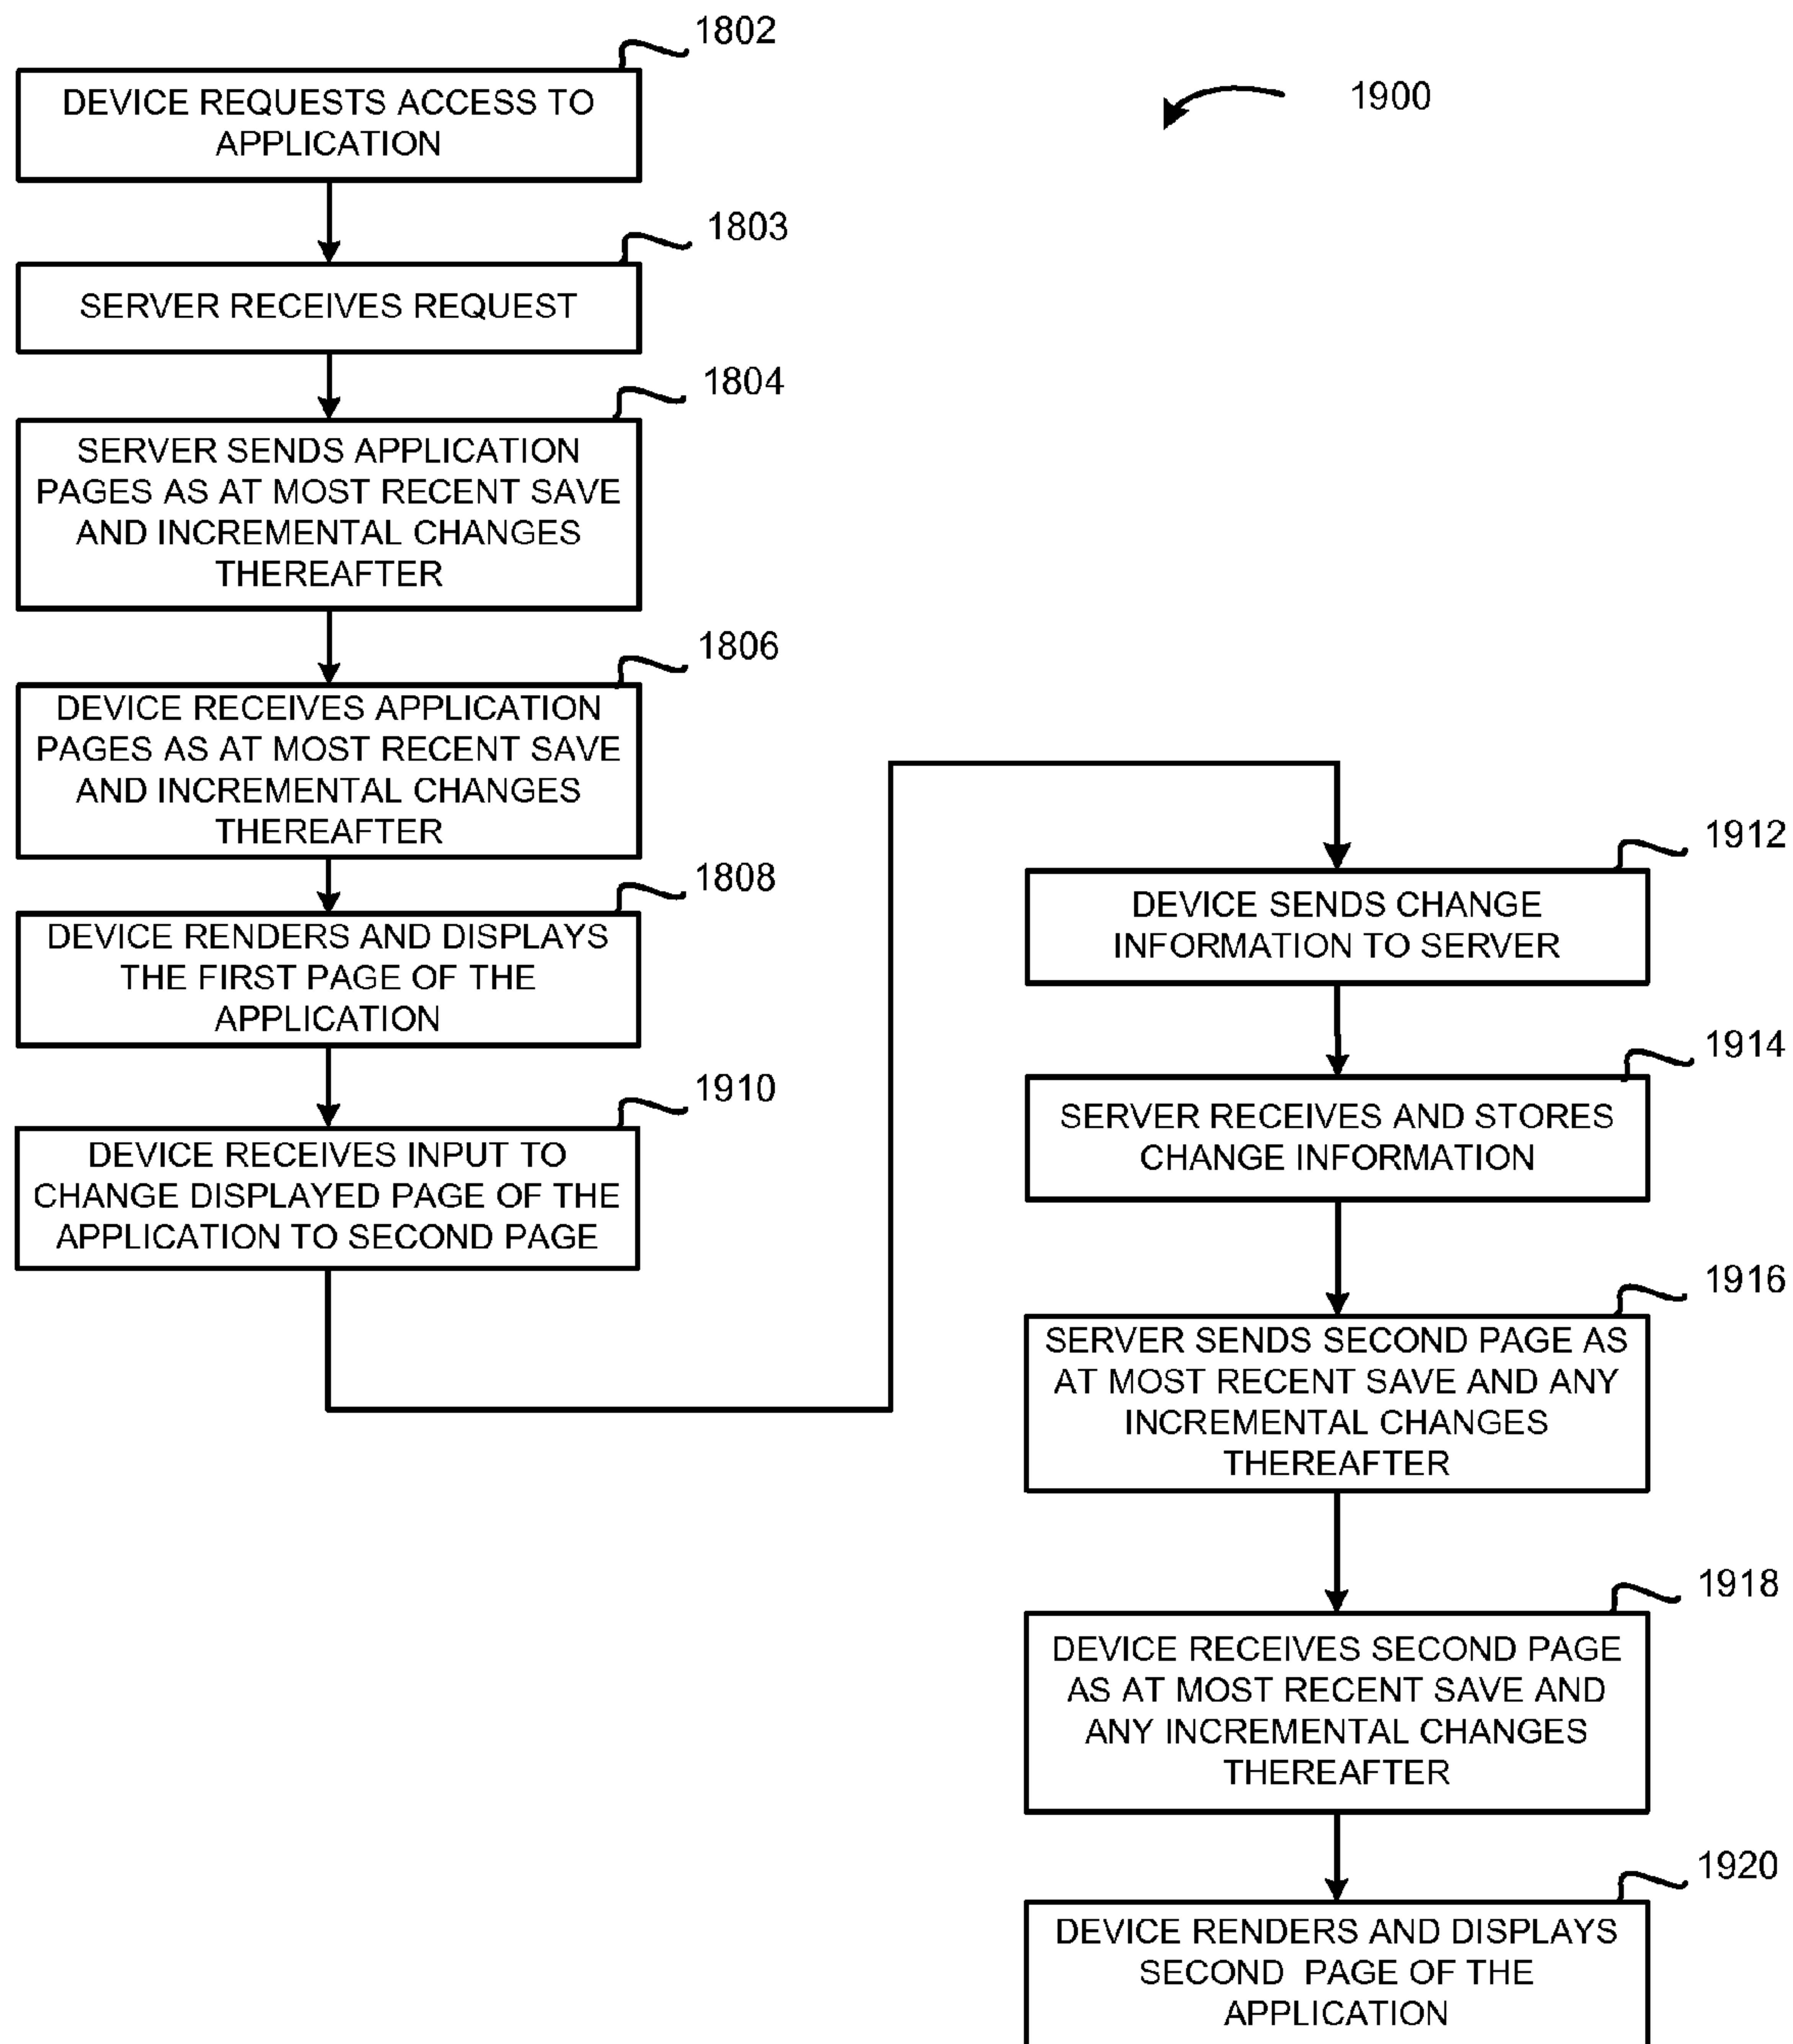 1802
DEVICE REQUESTS ACCESS TO
APPLICATION
1900
1803
SERVER RECEIVES REQUEST
1804
SERVER SENDS APPLICATION
PAGES AS AT MOST RECENT SAVE
AND INCREMENTAL CHANGES
THEREAFTER
1806
DEVICE RECEIVES APPLICATION
PAGES AS AT MOST RECENT SAVE
AND INCREMENTAL CHANGES
THEREAFTER
1808
DEVICE RENDERS AND DISPLAYS
THE FIRST PAGE OF THE
APPLICATION
1910
DEVICE RECEIVES INPUT TO
CHANGE DISPLAYED PAGE OF THE
APPLICATION TO SECOND PAGE
1912
DEVICE SENDS CHANGE
INFORMATION TO SERVER
1914
SERVER RECEIVES AND STORES
CHANGE INFORMATION
1916
SERVER SENDS SECOND PAGE AS
AT MOST RECENT SAVE AND ANY
INCREMENTAL CHANGES
THEREAFTER
1918
DEVICE RECEIVES SECOND PAGE
AS AT MOST RECENT SAVE AND
ANY INCREMENTAL CHANGES
THEREAFTER
1920
DEVICE RENDERS AND DISPLAYS
SECOND PAGE OF THE
APPLICATION